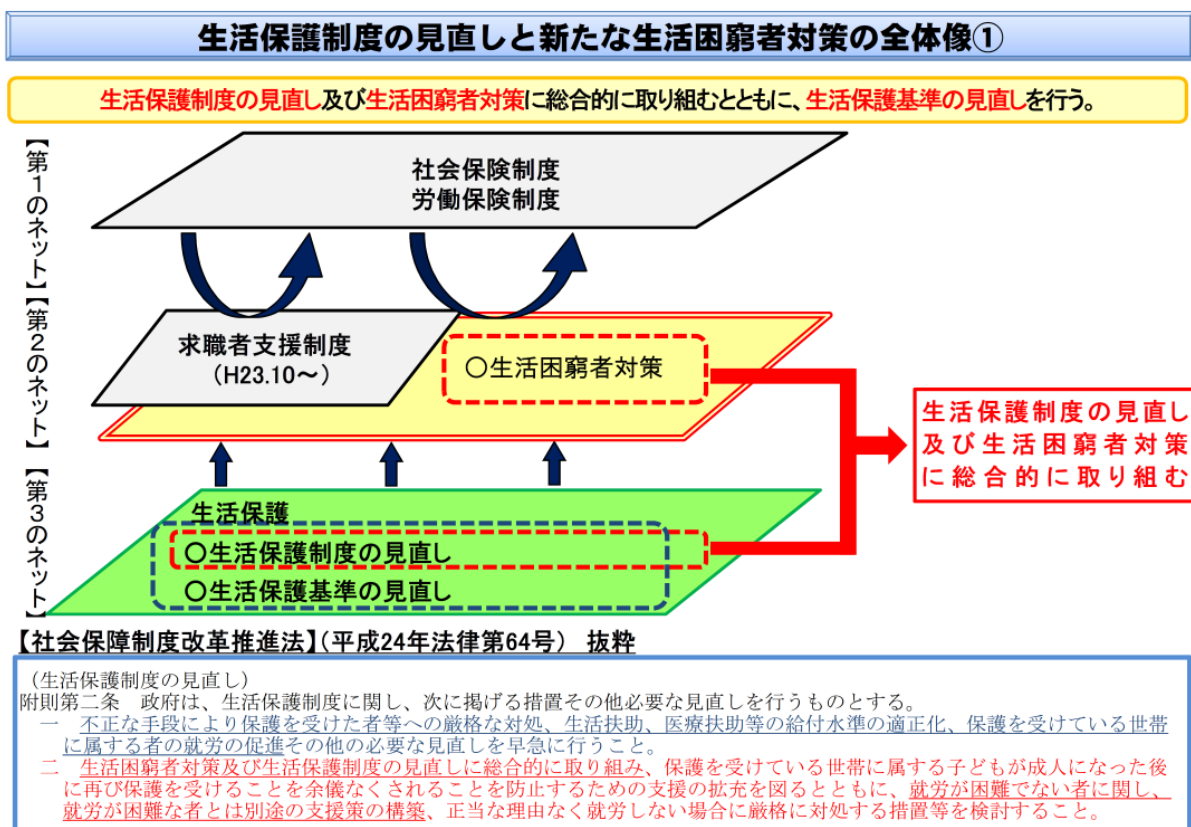 生活保護制度の見直しと新たな生活困窮者対策の全体像①
生活保護制度の見直し及び生活困窮者対策に総合的に取り組むとともに、生活保護基準の見直しを行う。
【第1のネット】
社会保険制度
労働保険制度
【第2のネット】
求職者支援制度
（H23.10～）
○生活困窮者対策
生活保護制度の見直し
及び生活困窮者対策
に総合的に取り組む
【第3のネット】
生活保護
○生活保護制度の見直し
○生活保護基準の見直し
【社会保障制度改革推進法】（平成24年法律第64号） 抜粋
（生活保護制度の見直し）
附則第二条　政府は、生活保護制度に関し、次に掲げる措置その他必要な見直しを行うものとする。
一　不正な手段により保護を受けた者等への厳格な対処、生活扶助、医療扶助等の給付水準の適正化、保護を受けている世帯
に属する者の就労の促進その他の必要な見直しを早急に行うこと。
二　生活困窮者対策及び生活保護制度の見直しに総合的に取り組み、保護を受けている世帯に属する子どもが成人になった後
に再び保護を受けることを余儀なくされることを防止するための支援の拡充を図るとともに、就労が困難でない者に関し、
就労が困難な者とは別途の支援策の構築、正当な理由なく就労しない場合に厳格に対処する措置等を検討すること。